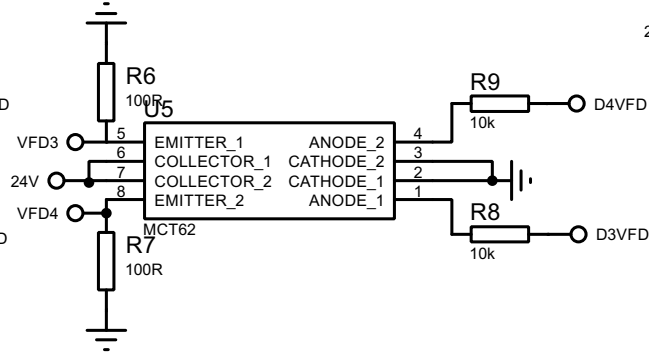 2
R6
100R
U5
R9
10k
D4VFD
D
VFD3
5
EMITTER_1
ANODE_2
4
6
COLLECTOR_1
CATHODE_2
3
24V
7
COLLECTOR_2
CATHODE_1
2
VFD4
8
EMITTER_2
ANODE_1
1
MCT62
R8
10k
D3VFD
D
R7
100R